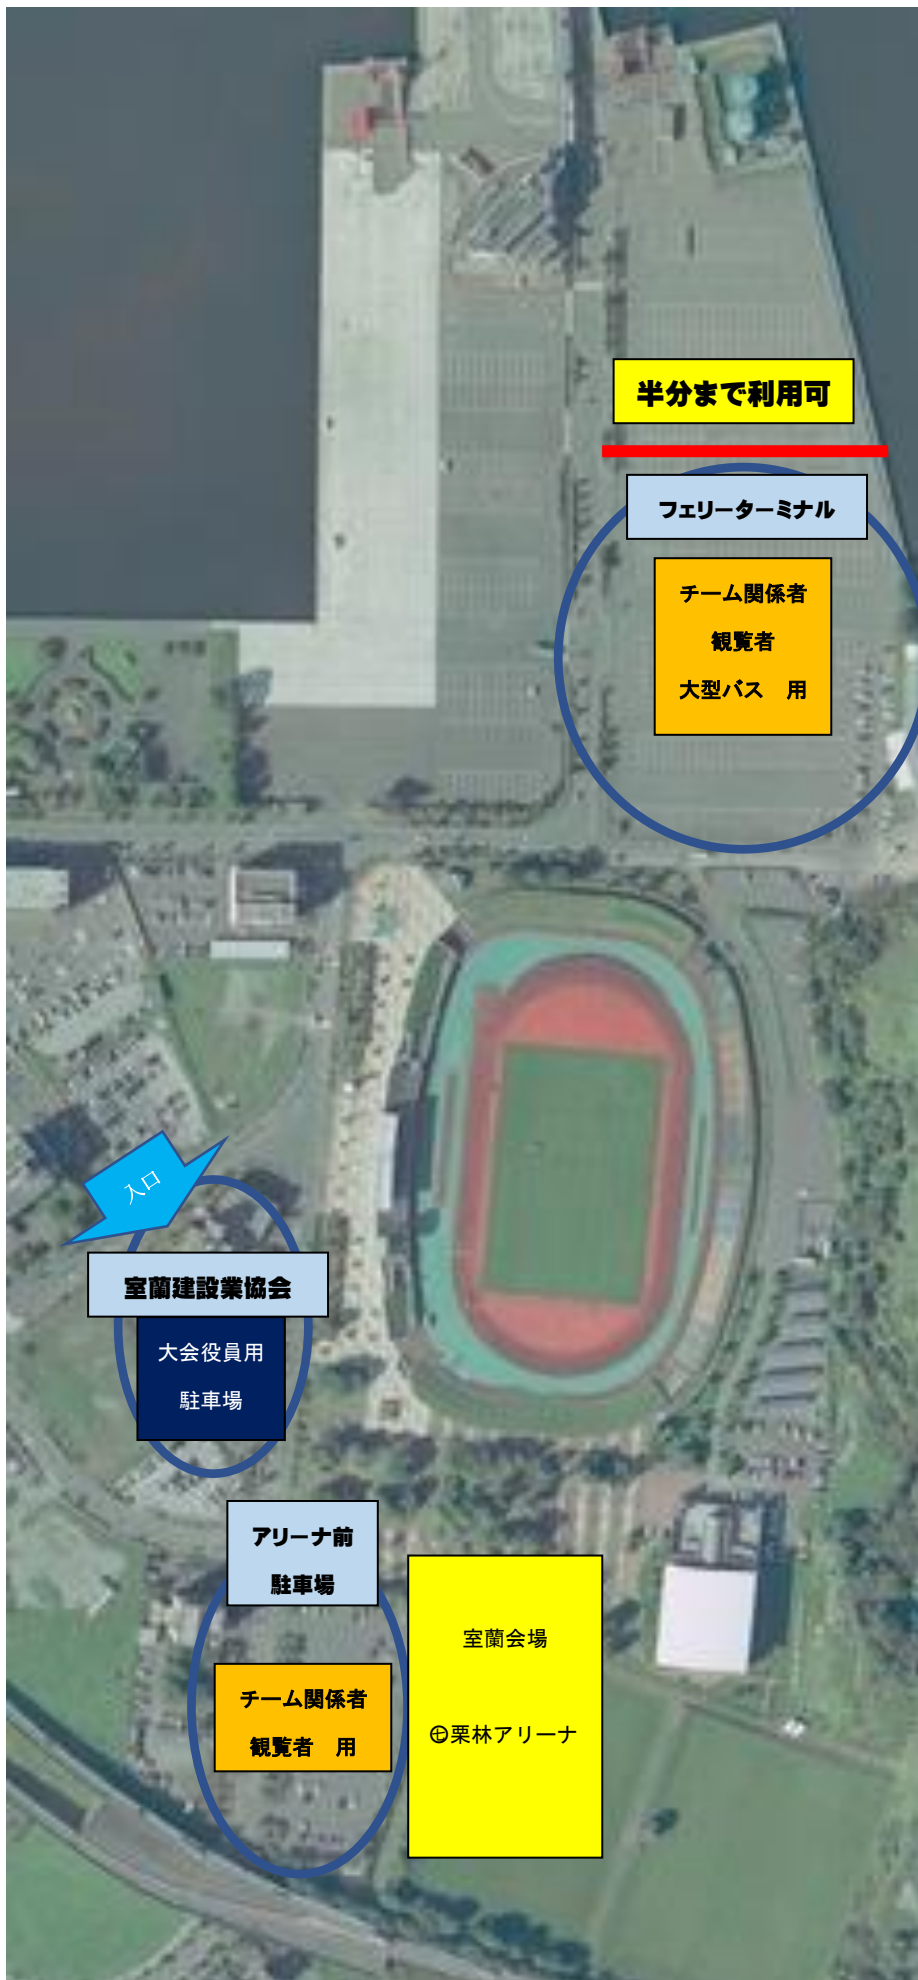 半分まで利用可
フェリーターミナル
チーム関係者
観覧者
大型バス　用
入口
室蘭建設業協会
大会役員用
駐車場
アリーナ前
駐車場
チーム関係者
観覧者　用
室蘭会場
㊆栗林アリーナ